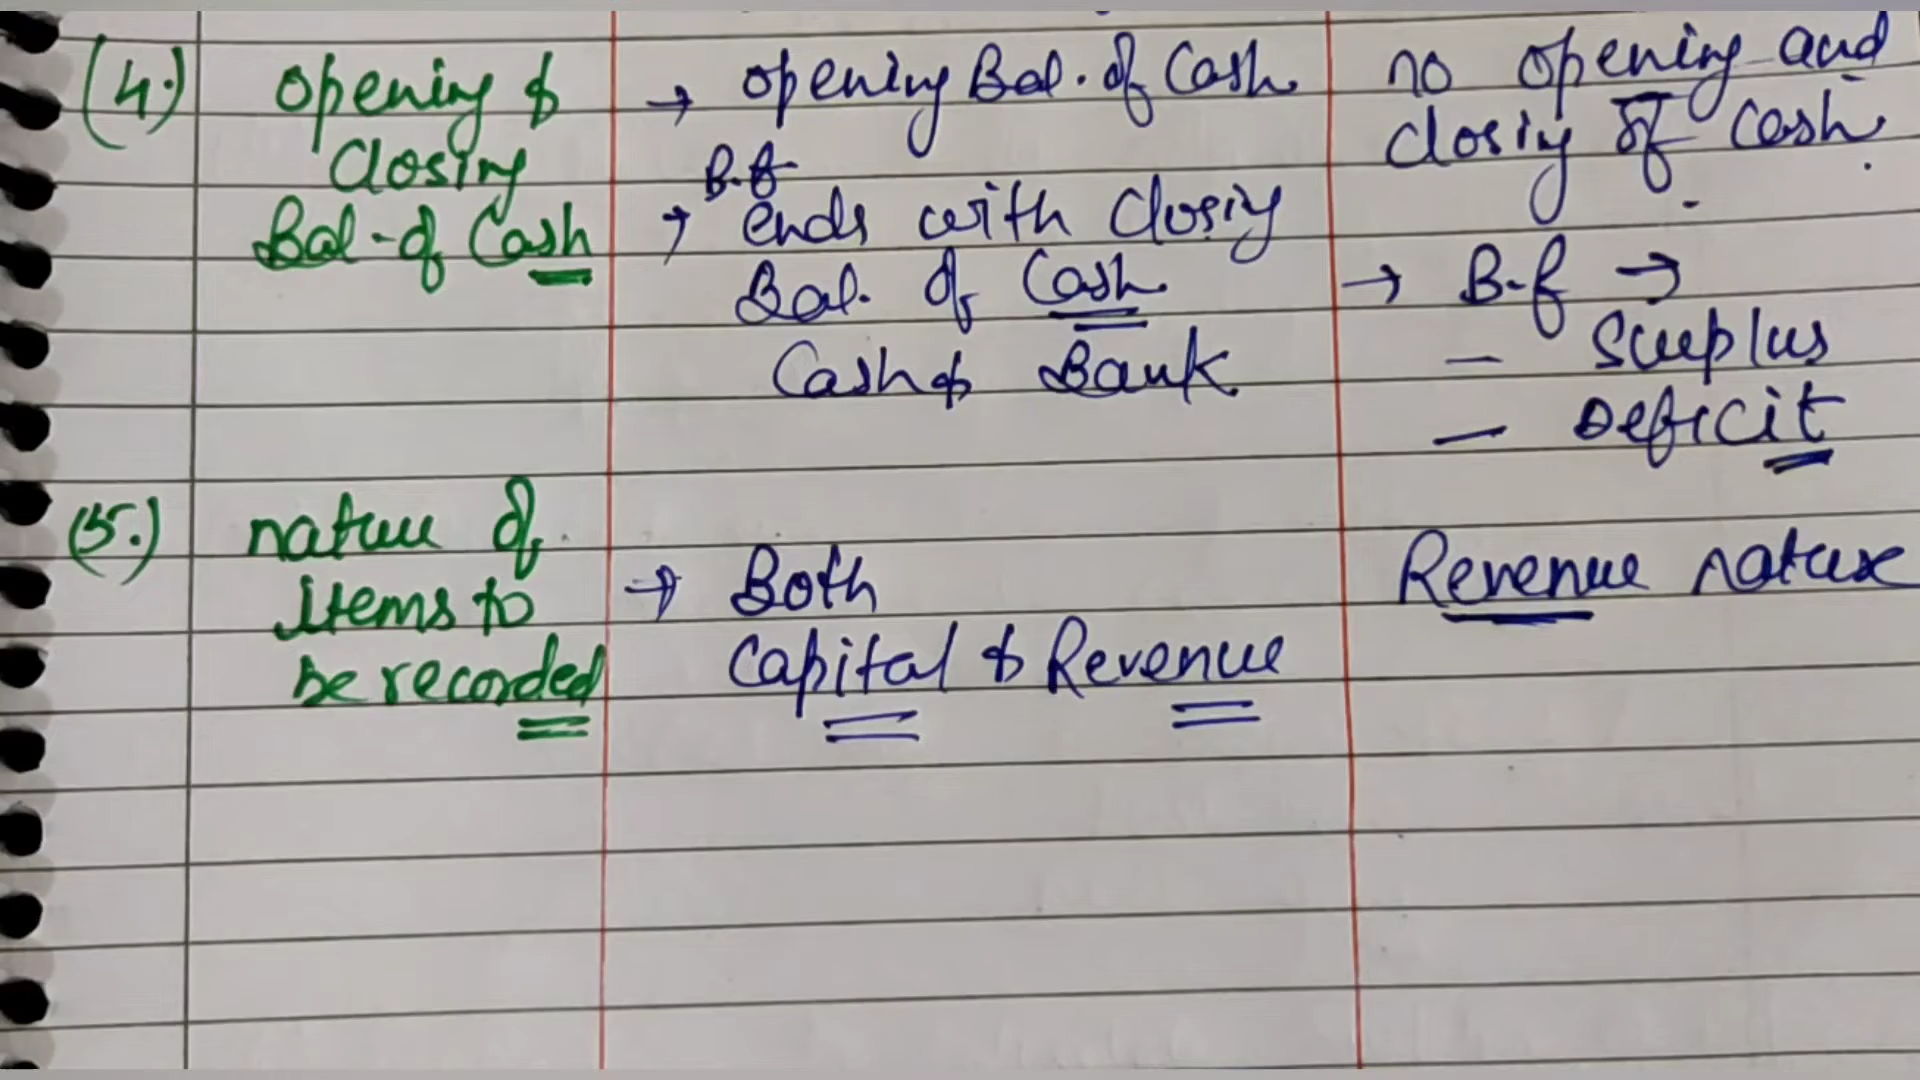 (4.) opening & closing Bal. of Cash
→ opening Bal. of Cash
B.f
→ ends with closing
Bal. of Cash.
Cash & Bank.
no opening and
closing of cash.
→ B.f →
— Surplus
— Deficit
(5.) nature of
items to
be recorded
→ Both
Capital & Revenue
Revenue nature